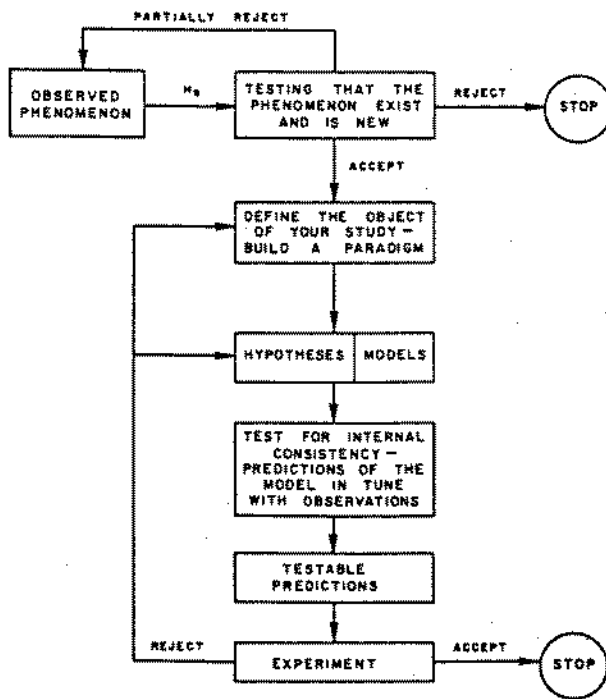 PARTIALLY REJECT
OBSERVED
PHENOMENON
H₀
TESTING THAT THE
PHENOMENON EXIST
AND IS NEW
REJECT
STOP
ACCEPT
DEFINE THE OBJECT
OF YOUR STUDY —
BUILD A PARADIGM
HYPOTHESES
MODELS
TEST FOR INTERNAL
CONSISTENCY —
PREDICTIONS OF THE
MODEL IN TUNE
WITH OBSERVATIONS
TESTABLE
PREDICTIONS
REJECT
EXPERIMENT
ACCEPT
STOP